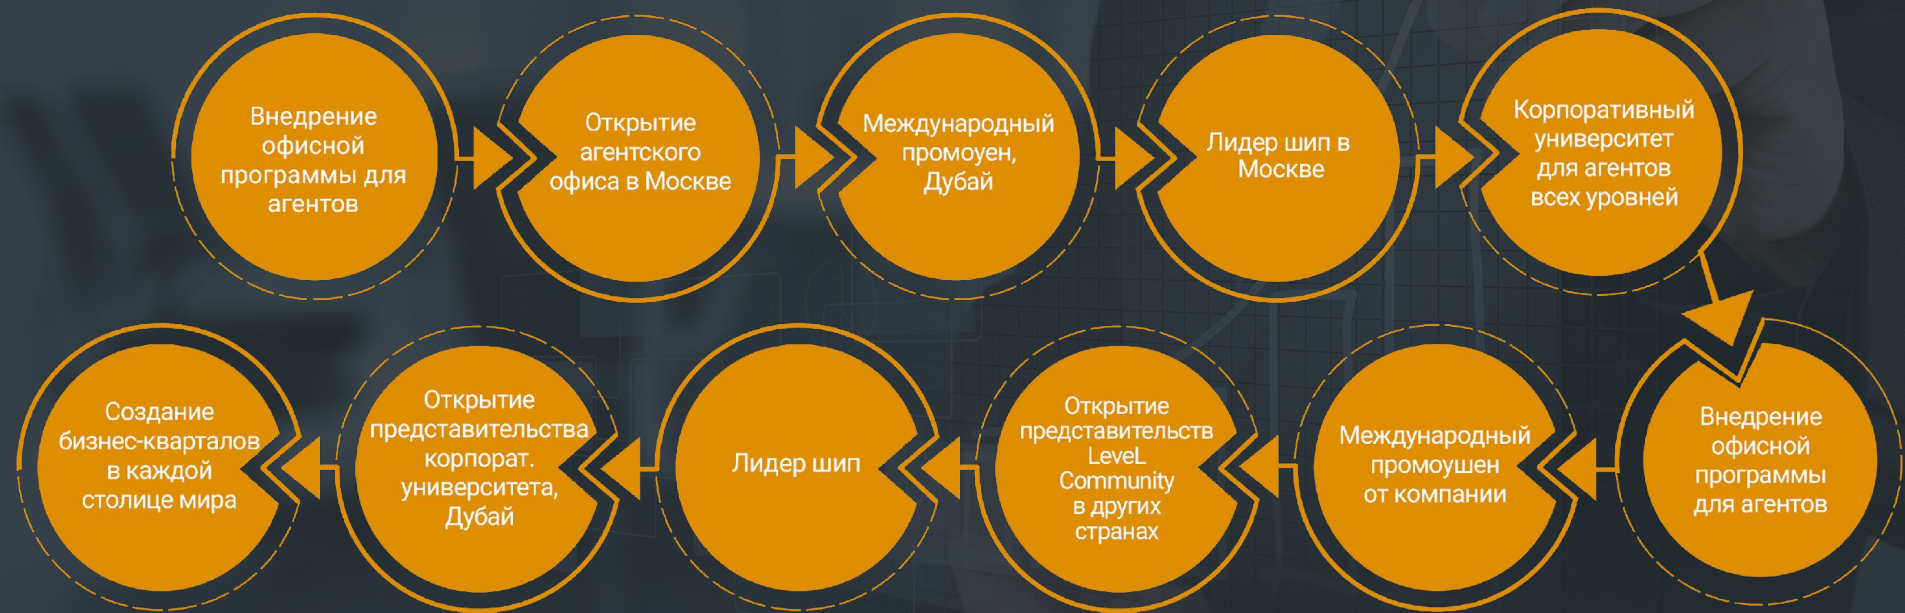 Внедрение
офисной
программы для
агентов
Открытие
агентского
офиса в Москве
Международный
промоуен,
Дубай
Лидер шип в
Москве
Корпоративный
университет
для агентов
всех уровней
Внедрение
офисной
программы
для агентов
Международный
промоушен
от компании
Открытие
представительств
LeveL
Community
в других
странах
Лидер шип
Открытие
представительства
корпорат.
университета,
Дубай
Создание
бизнес-кварталов
в каждой
столице мира